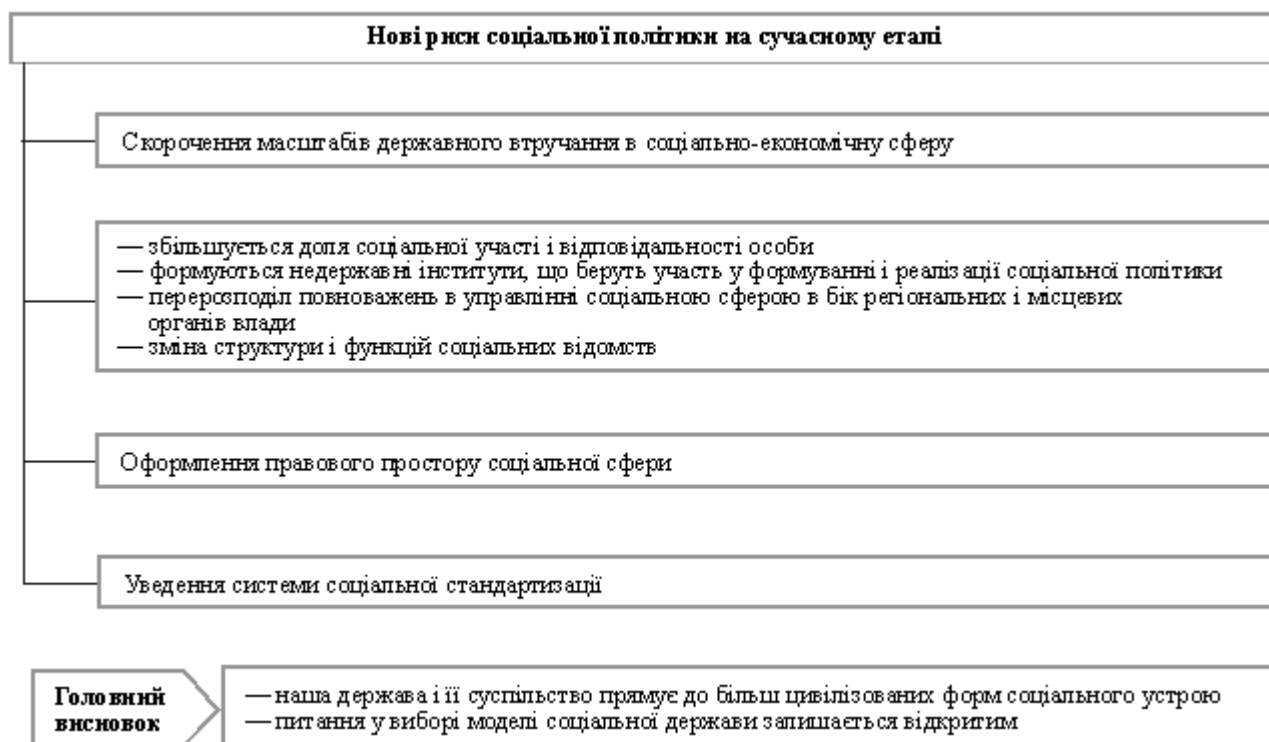 Нові риси соціальної політики на сучасному етапі
Скорочення масштабів державного втручання в соціально-економічну сферу
— збільшується доля соціальної участі і відповідальності особи
— формуються недержавні інститути, що беруть участь у формуванні і реалізації соціальної політики
— перерозподіл повноважень в управлінні соціальною сферою в бік регіональних і місцевих
органів влади
— зміна структури і функцій соціальних відомств
Оформлення правового простору соціальної сфери
Уведення системи соціальної стандартизації
Головний
висновок
— наша держава і її суспільство прямує до більш цивілізованих форм соціального устрою
— питання у виборі моделі соціальної держави залишається відкритим